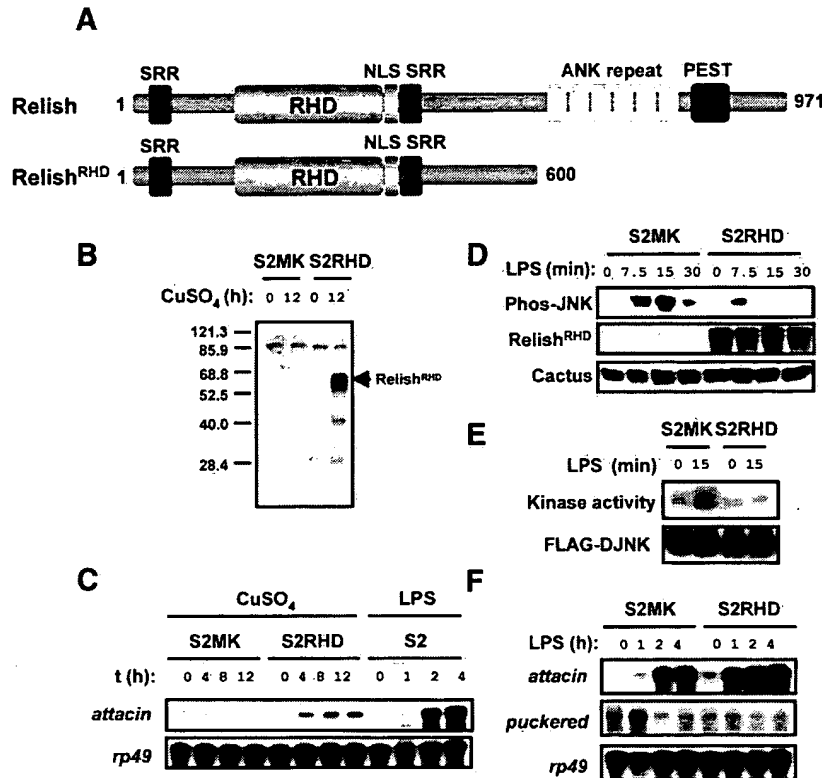 A
SRR NLS SRR ANK repeat PEST
Relish 1 RHD 971
SRR NLS SRR
Relish^RHD 1 RHD 600
B
S2MK S2RHD
CuSO₄ (h): 0 12 0 12
121.3
85.9
68.8
52.5
40.0
28.4
Relish^RHD
C
CuSO₄ LPS
S2MK S2RHD S2
t (h): 0 4 8 12 0 4 8 12 0 1 2 4
attacin
rp49
D
S2MK S2RHD
LPS (min): 0 7.5 15 30 0 7.5 15 30
Phos-JNK
Relish^RHD
Cactus
E
S2MK S2RHD
LPS (min) 0 15 0 15
Kinase activity
FLAG-DJNK
F
S2MK S2RHD
LPS (h): 0 1 2 4 0 1 2 4
attacin
puckered
rp49